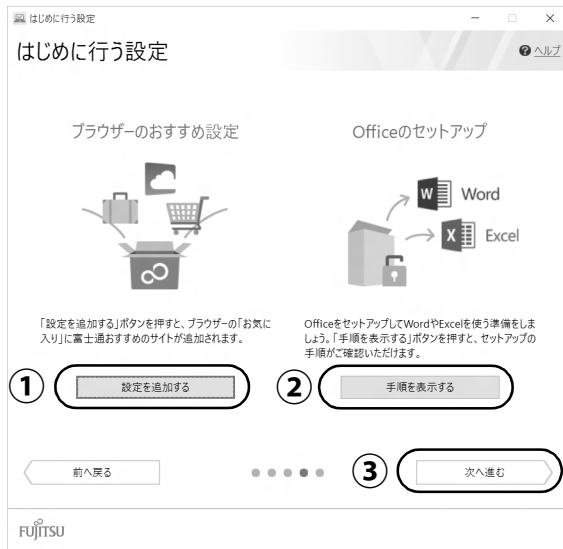 はじめに行う設定
はじめに行う設定
? ヘルプ
ブラウザーのおすすめ設定
Officeのセットアップ
W Word
X Excel
「設定を追加する」ボタンを押すと、ブラウザーの「お気に
入り」に富士通おすすめのサイトが追加されます。
OfficeをセットアップしてWordやExcelを使う準備をしま
しょう。「手順を表示する」ボタンを押すと、セットアップの
手順がご確認いただけます。
① 設定を追加する
② 手順を表示する
前へ戻る
③ 次へ進む
FUJITSU